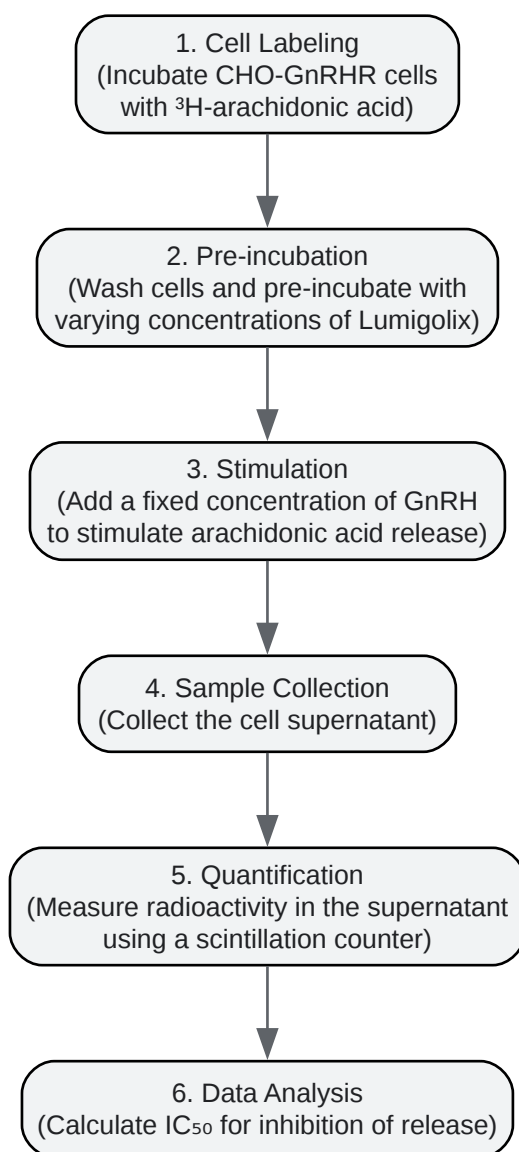 1. Cell Labeling
(Incubate CHO-GnRHR cells
with ³H-arachidonic acid)
2. Pre-incubation
(Wash cells and pre-incubate with
varying concentrations of Lumigolix)
3. Stimulation
(Add a fixed concentration of GnRH
to stimulate arachidonic acid release)
4. Sample Collection
(Collect the cell supernatant)
5. Quantification
(Measure radioactivity in the supernatant
using a scintillation counter)
6. Data Analysis
(Calculate IC₅₀ for inhibition of release)